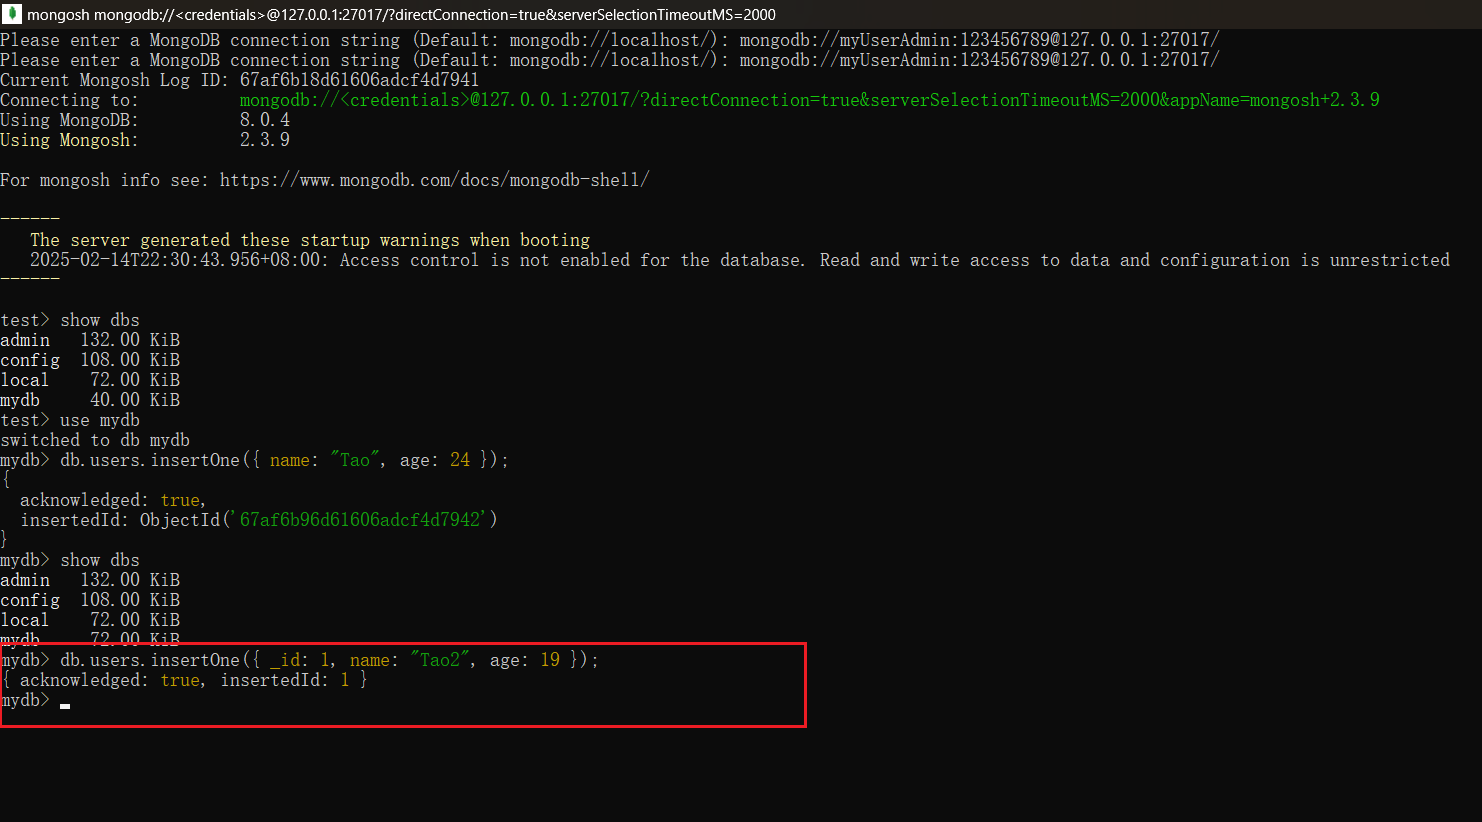 mongosh mongodb://<credentials>@127.0.0.1:27017/?directConnection=true&serverSelectionTimeoutMS=2000
Please enter a MongoDB connection string (Default: mongodb://localhost/): mongodb://myUserAdmin:123456789@127.0.0.1:27017/
Please enter a MongoDB connection string (Default: mongodb://localhost/): mongodb://myUserAdmin:123456789@127.0.0.1:27017/
Current Mongosh Log ID: 67af6b18d61606adcf4d7941
Connecting to:          mongodb://<credentials>@127.0.0.1:27017/?directConnection=true&serverSelectionTimeoutMS=2000&appName=mongosh+2.3.9
Using MongoDB:          8.0.4
Using Mongosh:          2.3.9
For mongosh info see: https://www.mongodb.com/docs/mongodb-shell/
------
   The server generated these startup warnings when booting
   2025-02-14T22:30:43.956+08:00: Access control is not enabled for the database. Read and write access to data and configuration is unrestricted
------
test> show dbs
admin   132.00 KiB
config  108.00 KiB
local    72.00 KiB
mydb     40.00 KiB
test> use mydb
switched to db mydb
mydb> db.users.insertOne({ name: "Tao", age: 24 });
{
  acknowledged: true,
  insertedId: ObjectId('67af6b96d61606adcf4d7942')
}
mydb> show dbs
admin   132.00 KiB
config  108.00 KiB
local    72.00 KiB
mydb     72.00 KiB
mydb> db.users.insertOne({ _id: 1, name: "Tao2", age: 19 });
{ acknowledged: true, insertedId: 1 }
mydb>